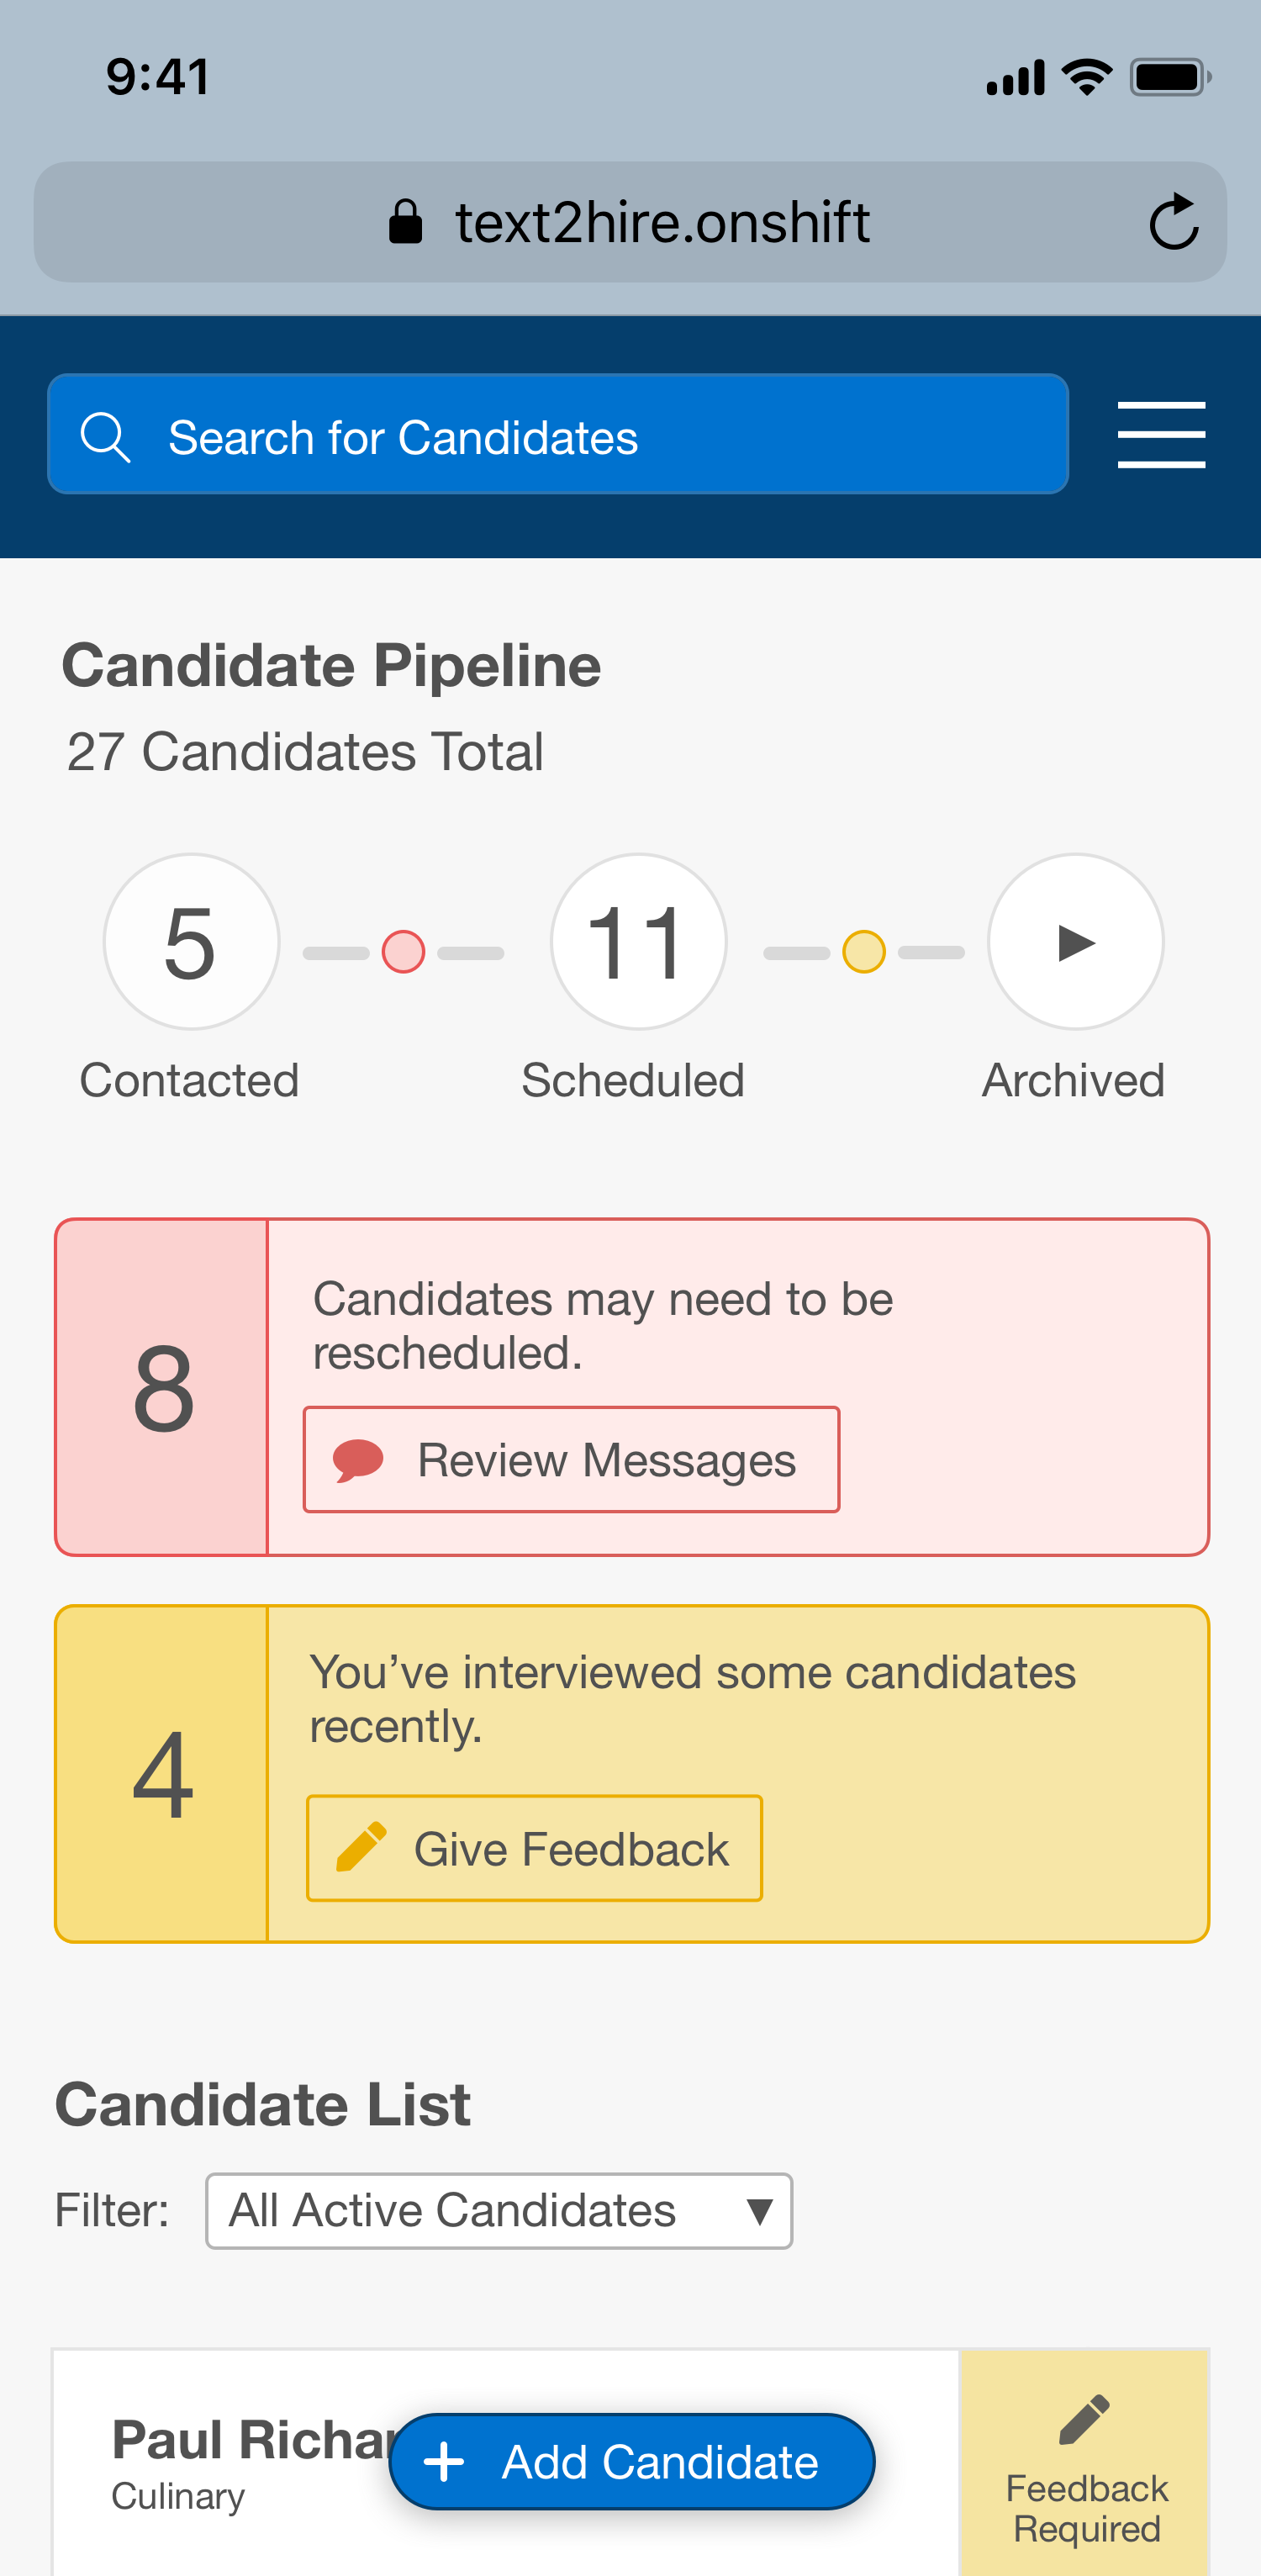 9:41
text2hire.onshift
Search for Candidates
Candidate Pipeline
27 Candidates Total
5
11
Contacted
Scheduled
Archived
8
Candidates may need to be
rescheduled.
Review Messages
4
You’ve interviewed some candidates
recently.
Give Feedback
Candidate List
Filter:
All Active Candidates
Paul
Culinary
Add Candidate
Feedback
Required